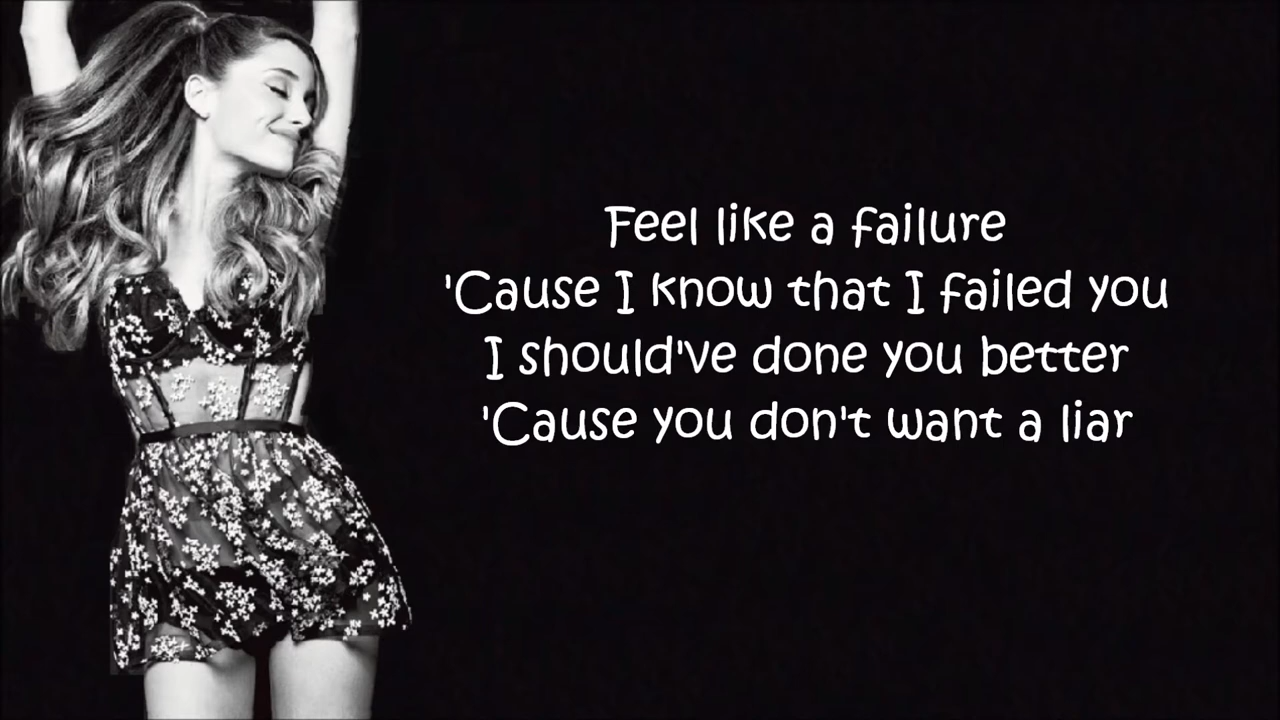 Feel like a failure
'Cause I know that I failed you
I should've done you better
'Cause you don't want a liar